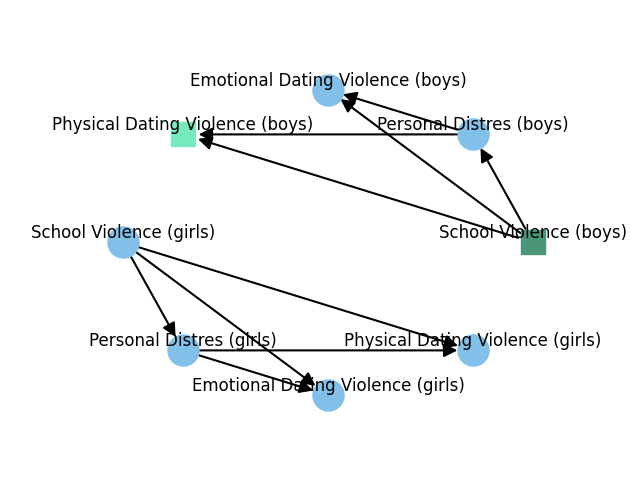 Emotional Dating Violence (boys)
Physical Dating Violence (boys)
Personal Distres (boys)
School Violence (girls)
School Violence (boys)
Personal Distres (girls)
Physical Dating Violence (girls)
Emotional Dating Violence (girls)